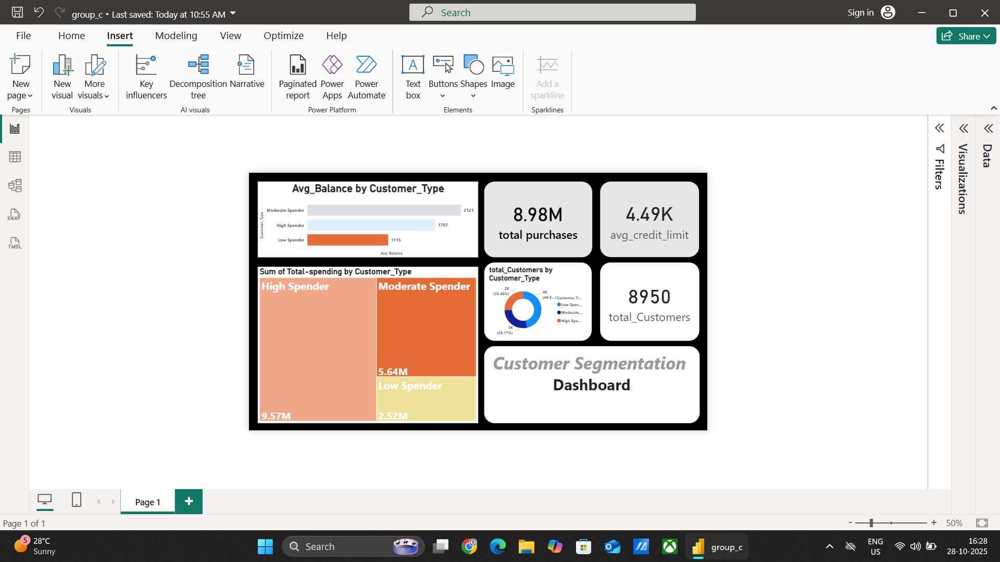 group_c • Last saved: Today at 10:55 AM
Search
Sign in
File
Home
Insert
Modeling
View
Optimize
Help
Share
New page
New visual
More visuals
Key influencers
Decomposition tree
Narrative
Paginated report
Power Apps
Power Automate
Text box
Buttons
Shapes
Image
Add a sparkline
Pages
Visuals
AI visuals
Power Platform
Elements
Sparklines
DAX
TMDL
Filters
Visualizations
Data
Avg_Balance by Customer_Type
Customer_Type
Moderate Spender
2121
High Spender
1767
Low Spender
1115
Avg_Balance
8.98M
total purchases
4.49K
avg_credit_limit
Sum of Total-spending by Customer_Type
High Spender
9.57M
Moderate Spender
5.64M
Low Spender
2.52M
total_Customers by
Customer_Type
2K
(25.45%)
4K
(46.3...)
3K
(28.17%)
Customer_T...
Low Spen...
Moderate...
High Spe...
8950
total_Customers
Customer Segmentation
Dashboard
Page 1
Page 1 of 1
- + 50%
5
28°C
Sunny
Search
group_c
ENG
US
16:28
28-10-2025